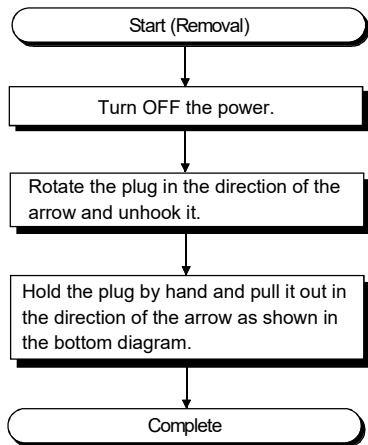 Start (Removal)
Turn OFF the power.
Rotate the plug in the direction of the
arrow and unhook it.
Hold the plug by hand and pull it out in
the direction of the arrow as shown in
the bottom diagram.
Complete